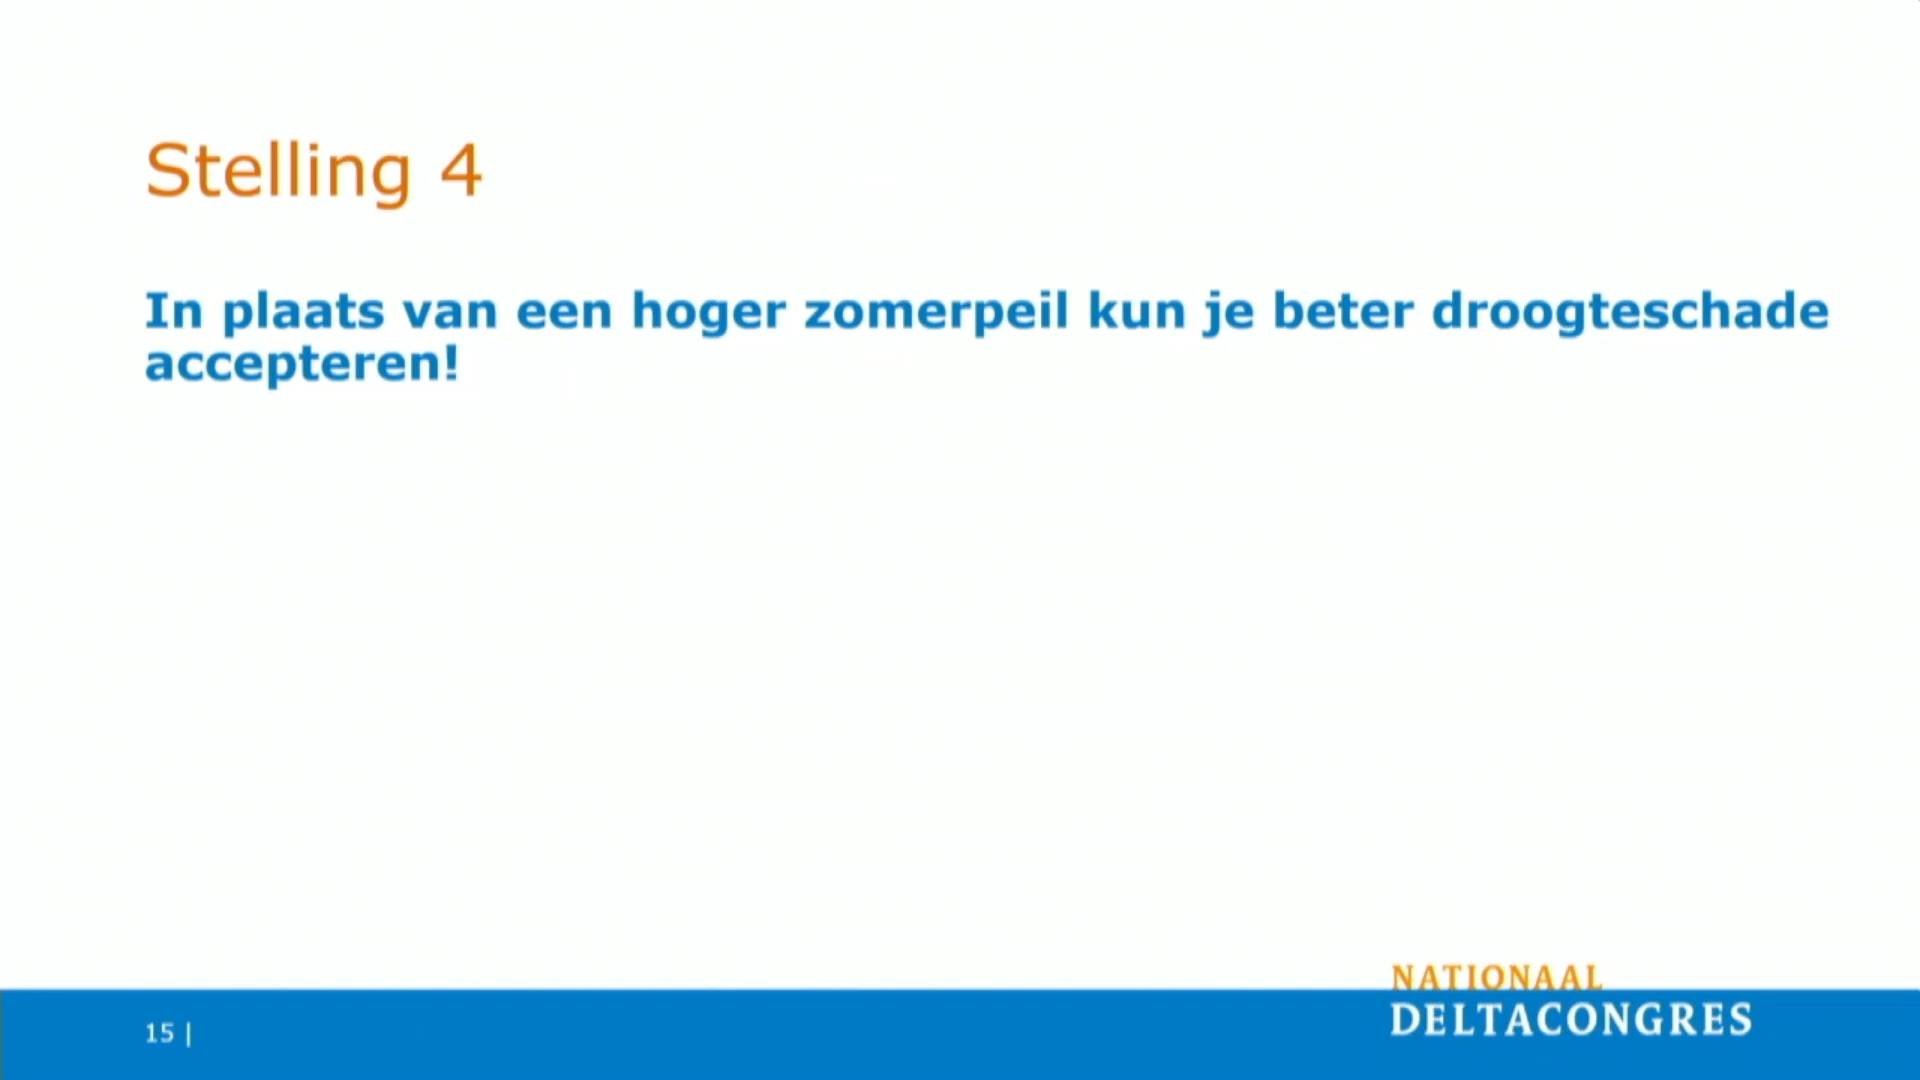 Stelling 4
In plaats van een hoger zomerpeil kun je beter droogteschade
accepteren!
NATIONAAL
DELTACONGRES
15 |